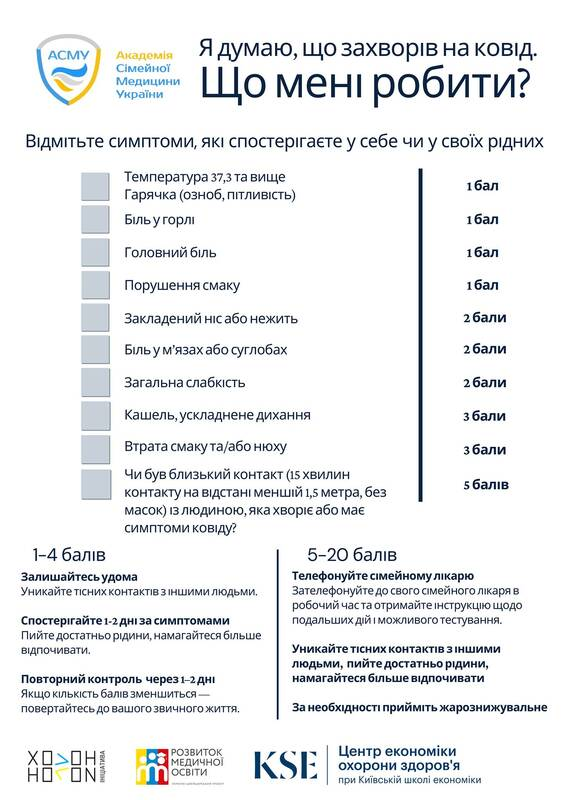 АСМУ
Академія
Сімейної
Медицини
України
Я думаю, що захворів на ковід.
Що мені робити?
Відмітьте симптоми, які спостерігаєте у себе чи у своїх рідних
Температура 37,3 та вище
Гарячка (озноб, пітливість)
1 бал
Біль у горлі
1 бал
Головний біль
1 бал
Порушення смаку
1 бал
Закладений ніс або нежить
2 бали
Біль у м'язах або суглобах
2 бали
Загальна слабкість
2 бали
Кашель, ускладнене дихання
3 бали
Втрата смаку та/або нюху
3 бали
Чи був близький контакт (15 хвилин
контакту на відстані меншій 1,5 метра, без
масок) із людиною, яка хворіє або має
симптоми ковіду?
5 балів
1–4 балів
Залишайтесь удома
Уникайте тісних контактів з іншими людьми.
Спостерігайте 1-2 дні за симптомами
Пийте достатньо рідини, намагайтеся більше
відпочивати.
Повторний контроль через 1–2 дні
Якщо кількість балів зменшиться —
повертайтесь до вашого звичного життя.
5–20 балів
Телефонуйте сімейному лікарю
Зателефонуйте до свого сімейного лікаря в
робочий час та отримайте інструкцію щодо
подальших дій і можливого тестування.
Уникайте тісних контактів з іншими
людьми, пийте достатньо рідини,
намагайтеся більше відпочивати
За необхідності прийміть жарознижувальне
ІНІЦІАТИВА
РОЗВИТОК
МЕДИЧНОЇ
ОСВІТИ
KSE
Центр економіки
охорони здоров'я
при Київській школі економіки